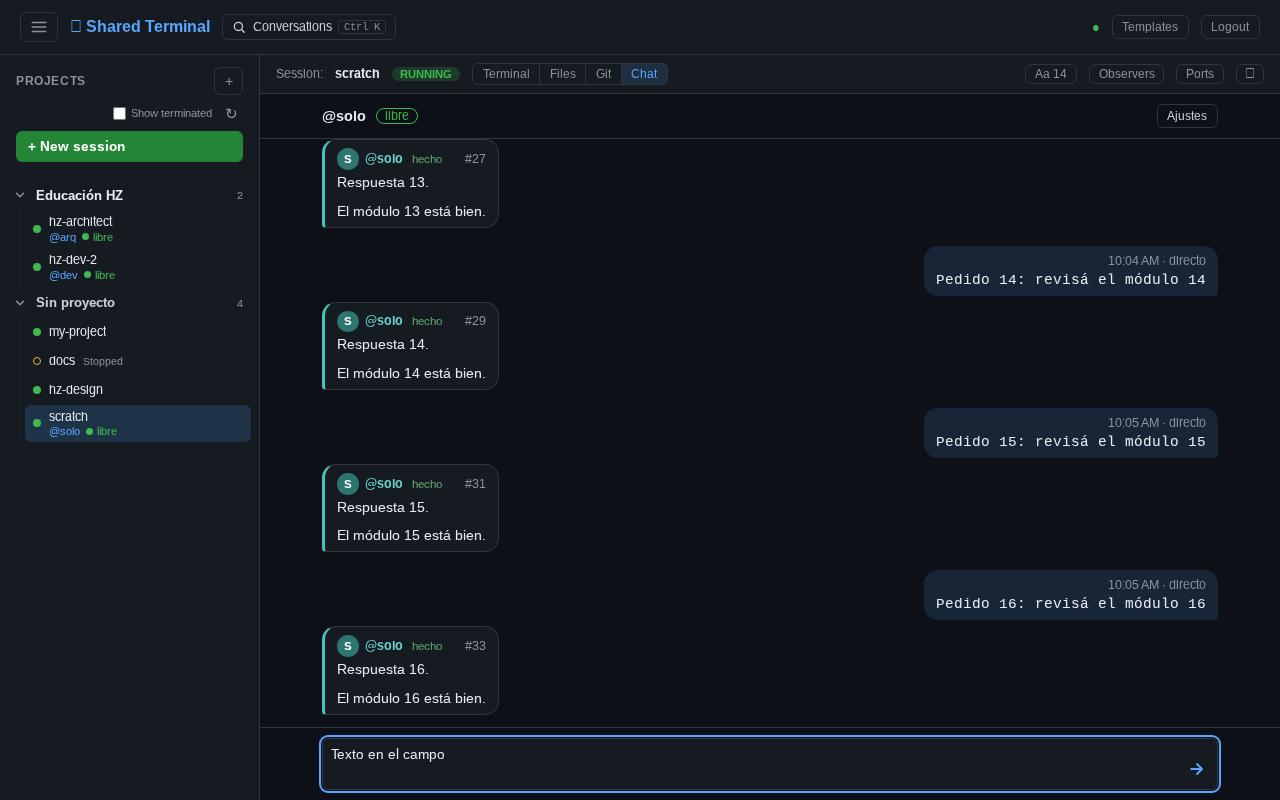 Shared Terminal
Conversations Ctrl K
Templates
Logout
PROJECTS
+
Show terminated ↻
+ New session
Educación HZ 2
hz-architect
@arq libre
hz-dev-2
@dev libre
Sin proyecto 4
my-project
docs Stopped
hz-design
scratch
@solo libre
Session: scratch RUNNING Terminal Files Git Chat
Aa 14 Observers Ports
@solo libre
Ajustes
S @solo hecho #27
Respuesta 13.
El módulo 13 está bien.
10:04 AM · directo
Pedido 14: revisá el módulo 14
S @solo hecho #29
Respuesta 14.
El módulo 14 está bien.
10:05 AM · directo
Pedido 15: revisá el módulo 15
S @solo hecho #31
Respuesta 15.
El módulo 15 está bien.
10:05 AM · directo
Pedido 16: revisá el módulo 16
S @solo hecho #33
Respuesta 16.
El módulo 16 está bien.
Texto en el campo